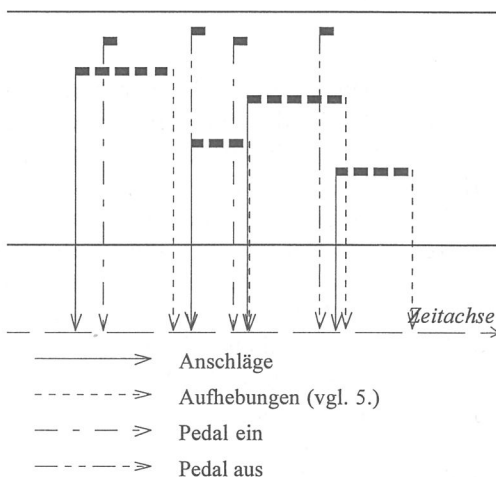 Zeitachse
Anschläge
Aufhebungen (vgl. 5.)
Pedal ein
Pedal aus